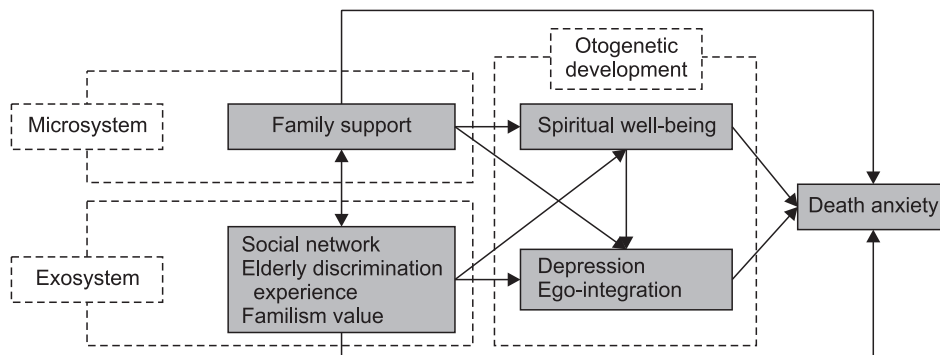 Otogenetic
development
Microsystem
Family support
Spiritual well-being
Death anxiety
Exosystem
Social network
Elderly discrimination
experience
Familism value
Depression
Ego-integration